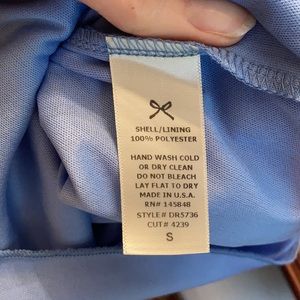 SHELL/LINING
100% POLYESTER
HAND WASH COLD
OR DRY CLEAN
DO NOT BLEACH
LAY FLAT TO DRY
MADE IN U.S.A.
RN# 145848
STYLE# DR5736
CUT# 4239
S